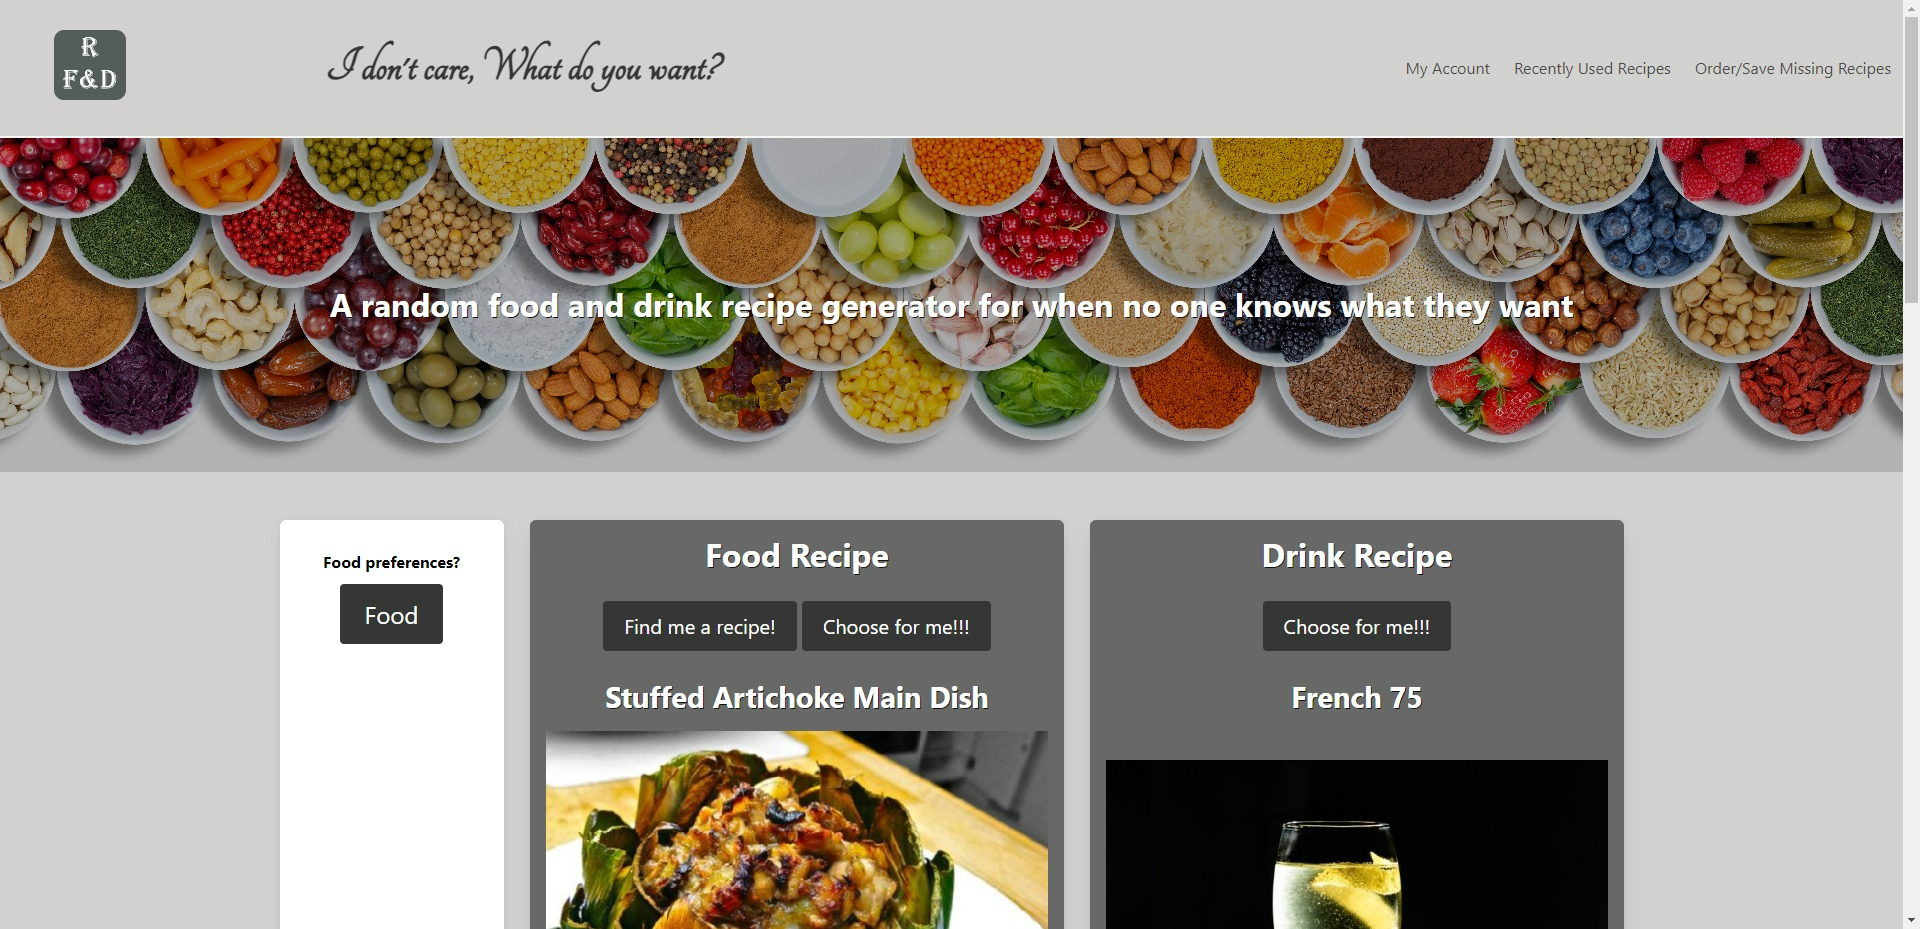 R
F&D
I don't care, What do you want?
My Account
Recently Used Recipes
Order/Save Missing Recipes
A random food and drink recipe generator for when no one knows what they want
Food preferences?
Food
Food Recipe
Find me a recipe!
Choose for me!!!
Stuffed Artichoke Main Dish
Drink Recipe
Choose for me!!!
French 75